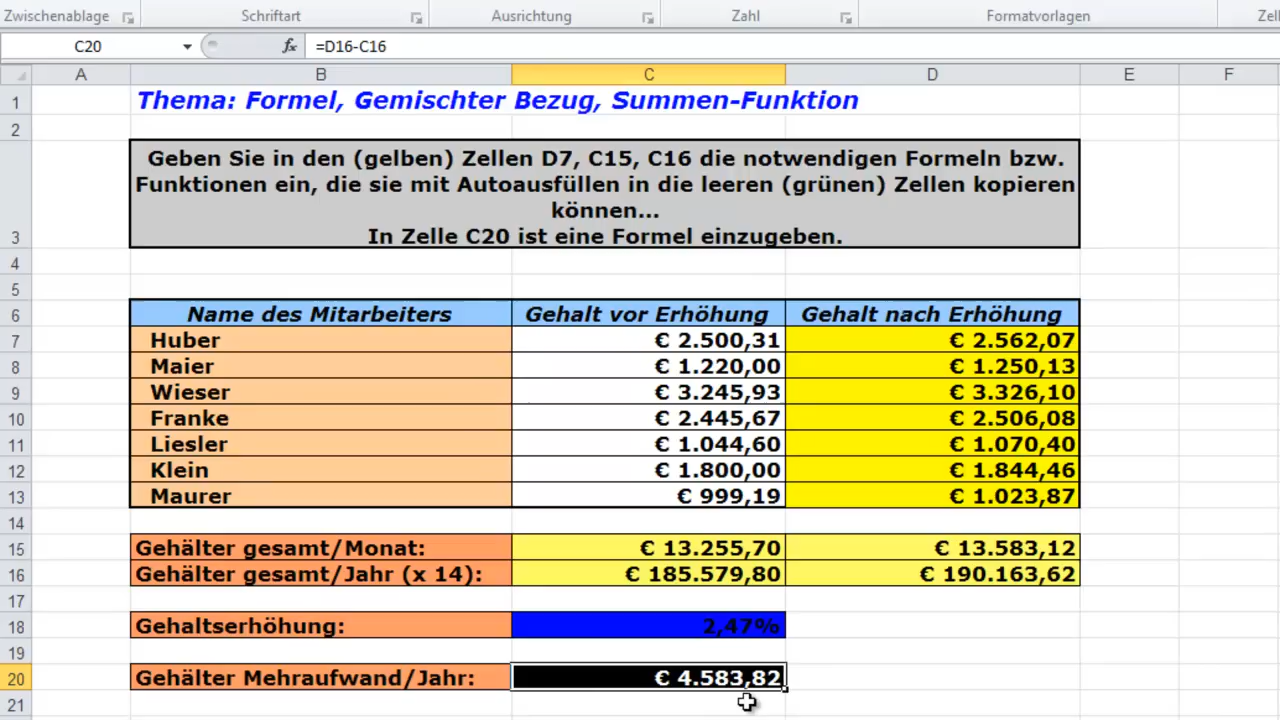 Zwischenablage Schriftart Ausrichtung Zahl Formatvorlagen
C20 fx =D16-C16
A B C D E F
1 Thema: Formel, Gemischter Bezug, Summen-Funktion
2
Geben Sie in den (gelben) Zellen D7, C15, C16 die notwendigen Formeln bzw.
Funktionen ein, die sie mit Autoausfüllen in die leeren (grünen) Zellen kopieren
können...
3 In Zelle C20 ist eine Formel einzugeben.
4
5
6 Name des Mitarbeiters Gehalt vor Erhöhung Gehalt nach Erhöhung
7 Huber € 2.500,31 € 2.562,07
8 Maier € 1.220,00 € 1.250,13
9 Wieser € 3.245,93 € 3.326,10
10 Franke € 2.445,67 € 2.506,08
11 Liesler € 1.044,60 € 1.070,40
12 Klein € 1.800,00 € 1.844,46
13 Maurer € 999,19 € 1.023,87
14
15 Gehälter gesamt/Monat: € 13.255,70 € 13.583,12
16 Gehälter gesamt/Jahr (x 14): € 185.579,80 € 190.163,62
17
18 Gehaltserhöhung: 2,47%
19
20 Gehälter Mehraufwand/Jahr: € 4.583,82
21